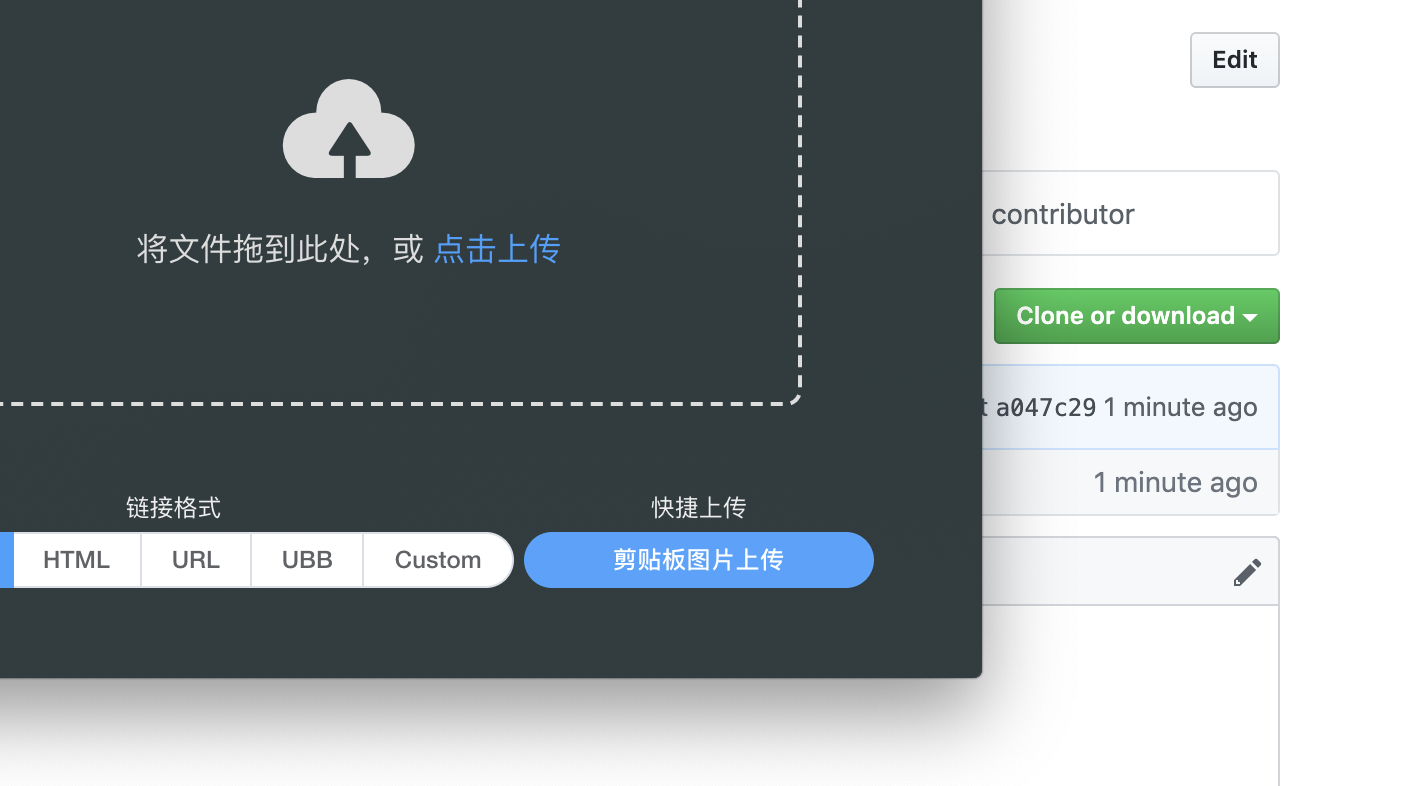 Edit
contributor
将文件拖到此处，或 点击上传
Clone or download
a047c29 1 minute ago
1 minute ago
链接格式
快捷上传
HTML URL UBB Custom
剪贴板图片上传